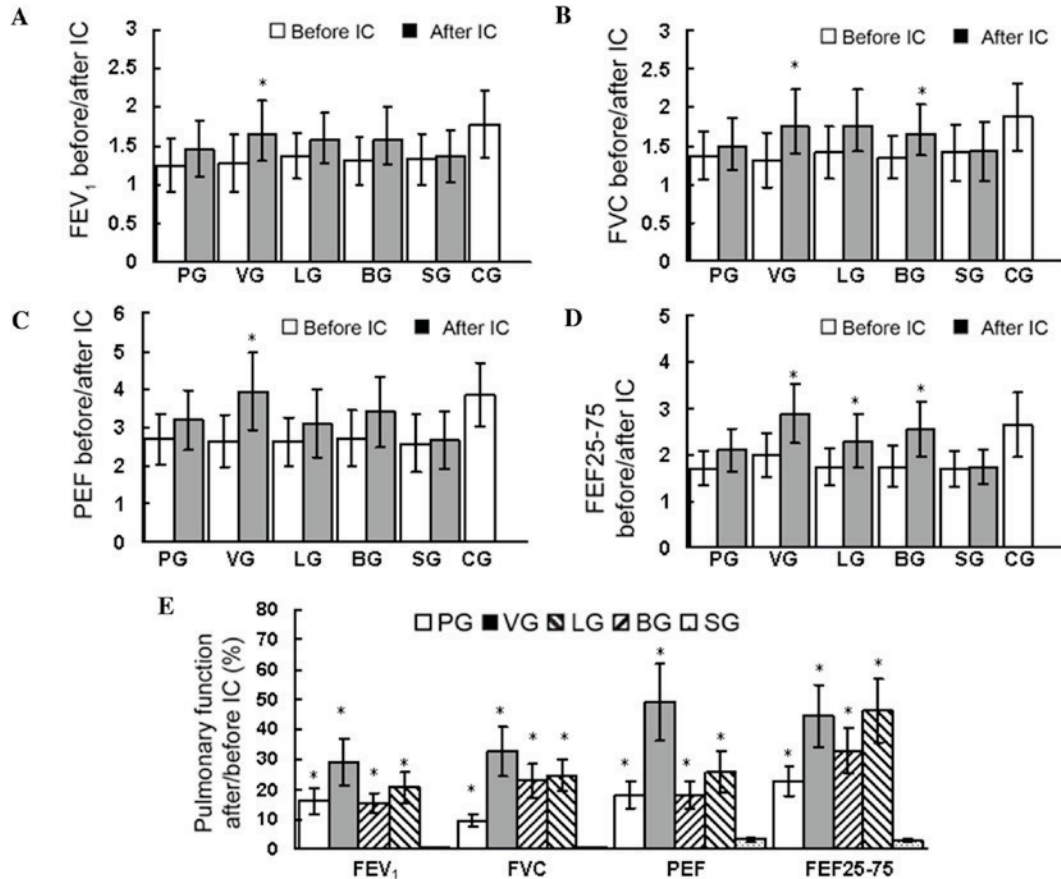 A
FEV₁ before/after IC
Before IC After IC
3
2.5
2
1.5
1
0.5
0
*
PG VG LG BG SG CG
B
FVC before/after IC
Before IC After IC
3
2.5
2
1.5
1
0.5
0
* *
PG VG LG BG SG CG
C
PEF before/after IC
Before IC After IC
6
5
4
3
2
1
0
*
PG VG LG BG SG CG
D
FEF25-75
before/after IC
Before IC After IC
5
4
3
2
1
0
* * *
PG VG LG BG SG CG
E
Pulmonary function
after/before IC (%)
PG VG LG BG SG
80
70
60
50
40
30
20
10
0
* * * * * * * * * * * * * * * *
FEV₁ FVC PEF FEF25-75